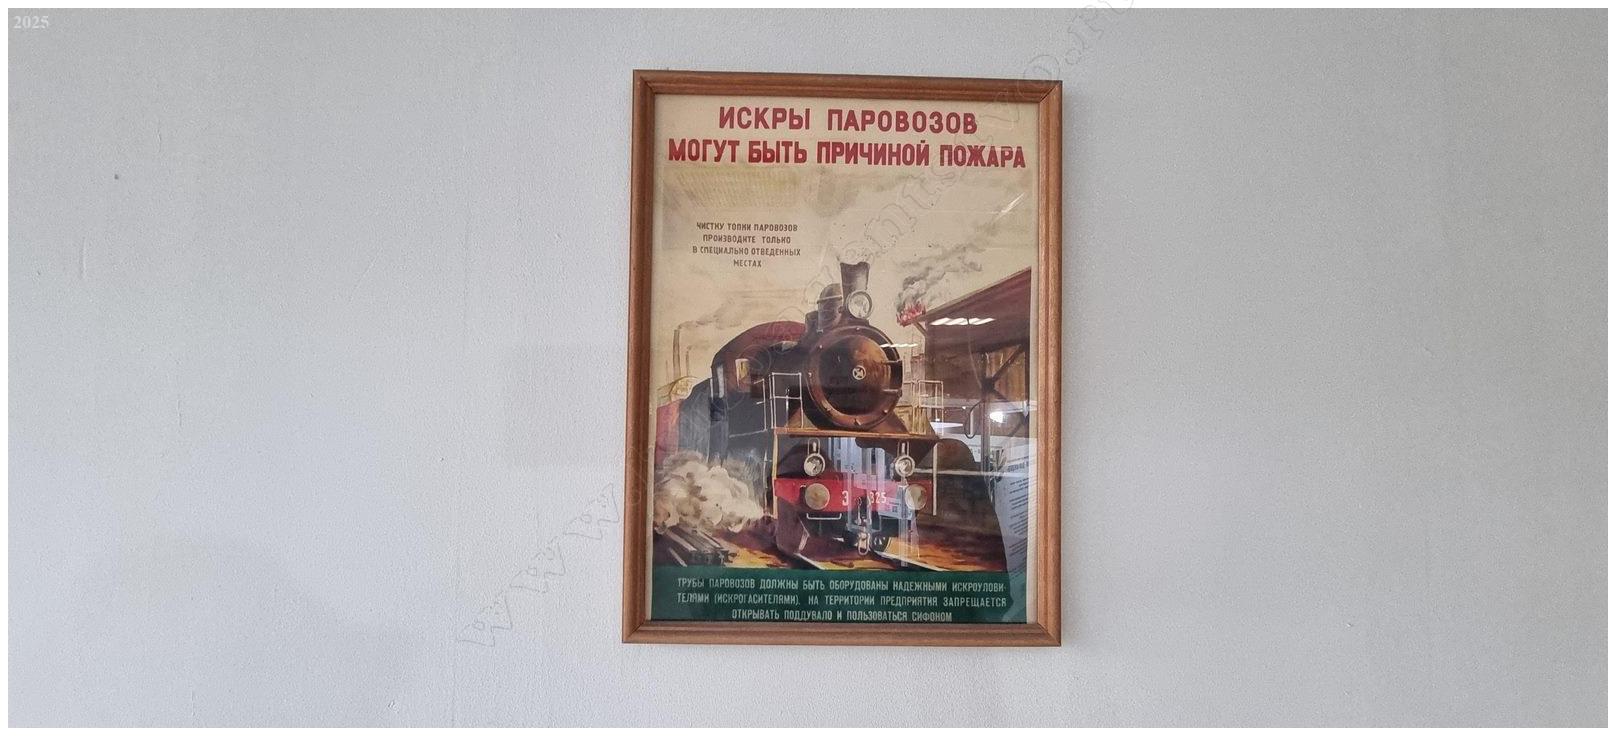 2025
ИСКРЫ ПАРОВОЗОВ
МОГУТ БЫТЬ ПРИЧИНОЙ ПОЖАРА
ЧИСТКУ ТОПКИ ПАРОВОЗОВ
ПРОИЗВОДИТЕ ТОЛЬКО
В СПЕЦИАЛЬНО ОТВЕДЕННЫХ
МЕСТАХ
Э 825
ТРУБЫ ПАРОВОЗОВ ДОЛЖНЫ БЫТЬ ОБОРУДОВАНЫ НАДЕЖНЫМИ ИСКРОУЛОВИ-
ТЕЛЯМИ (ИСКРОГАСИТЕЛЯМИ). НА ТЕРРИТОРИИ ПРЕДПРИЯТИЯ ЗАПРЕЩАЕТСЯ
ОТКРЫВАТЬ ПОДДУВАЛО И ПОЛЬЗОВАТЬСЯ СИФОНОМ